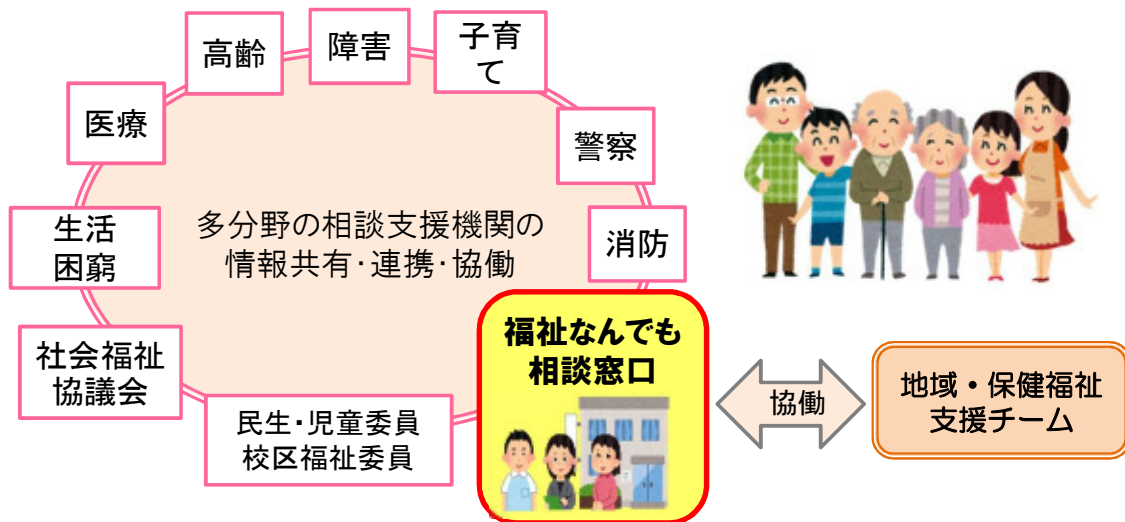 高齢
障害
子育
て
医療
警察
生活
困窮
多分野の相談支援機関の
情報共有・連携・協働
消防
社会福祉
協議会
民生・児童委員
校区福祉委員
福祉なんでも
相談窓口
協働
地域・保健福祉
支援チーム